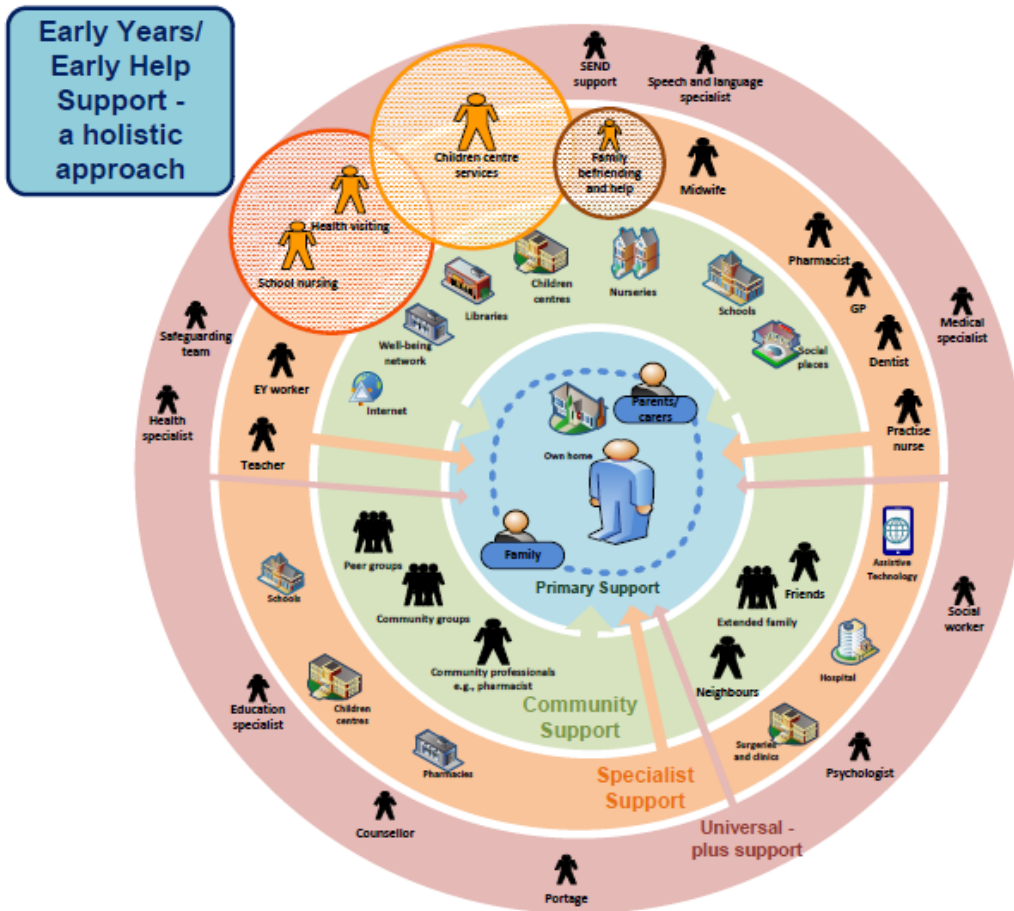 Early Years/
Early Help
Support -
a holistic
approach
SEND
support
Speech and language
specialist
Children centre
services
Family
befriending
and help
Midwife
Health visiting
School nursing
Pharmacist
GP
Dentist
Medical
specialist
Practise
nurse
Safeguarding
team
EY worker
Health
specialist
Teacher
Children
centres
Nurseries
Schools
Libraries
Well-being
network
Social
places
Internet
Parents/
carers
Own home
Family
Primary Support
Peer groups
Community groups
Community professionals
e.g., pharmacist
Friends
Extended family
Neighbours
Community
Support
Assistive
Technology
Social
worker
Schools
Hospital
Education
specialist
Children
centres
Surgeries
and clinics
Pharmacies
Specialist
Support
Psychologist
Counsellor
Universal -
plus support
Portage